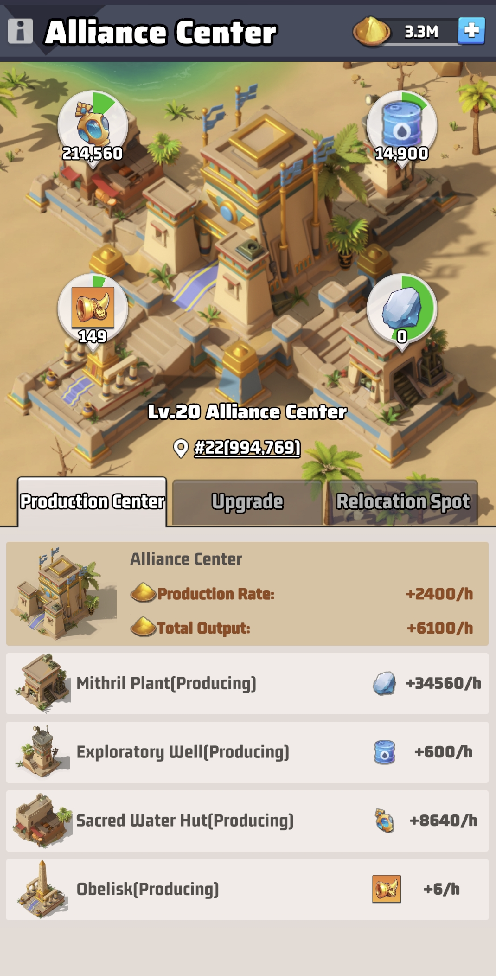 Alliance Center
3.3M
214,560
14,900
149
0
Lv.20 Alliance Center
#22(994,769)
Production Center
Upgrade
Relocation Spot
Alliance Center
Production Rate: +2400/h
Total Output: +6100/h
Mithril Plant(Producing) +34560/h
Exploratory Well(Producing) +600/h
Sacred Water Hut(Producing) +8640/h
Obelisk(Producing) +6/h